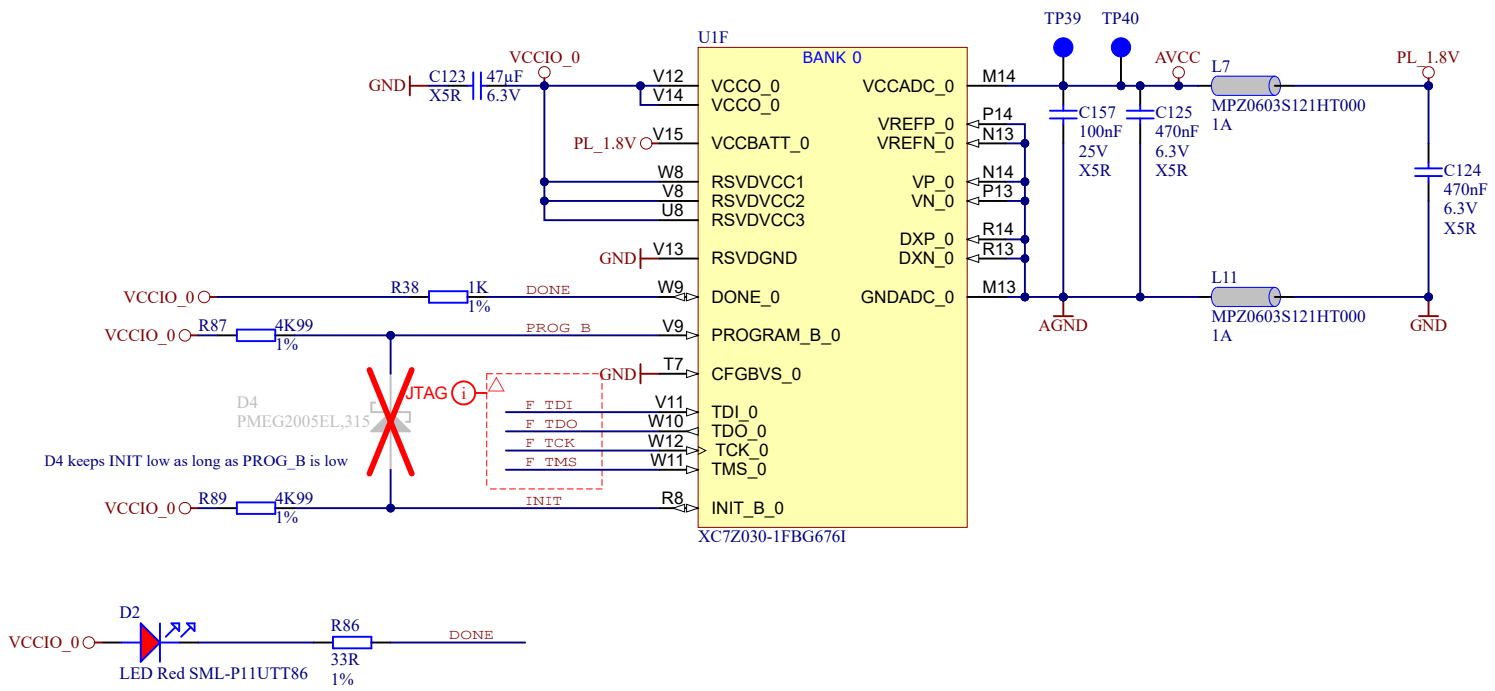 TP39
TP40
U1F
BANK 0
VCCIO_0
AVCC
L7
PL_1.8V
GND
C123
47µF
X5R
6.3V
V12
VCCO_0
V14
VCCO_0
VCCADC_0
M14
MPZ0603S121HT000
1A
PL_1.8V
V15
VCCBATT_0
VREFP_0
P14
VREFN_0
N13
C157
100nF
25V
X5R
C125
470nF
6.3V
X5R
C124
470nF
6.3V
X5R
W8
RSVDVCC1
V8
RSVDVCC2
U8
RSVDVCC3
VP_0
N14
VN_0
P13
DXP_0
R14
DXN_0
R13
GND
V13
RSVDGND
VCCIO_0
R38
1K
1%
DONE
W9
DONE_0
GNDADC_0
M13
L11
MPZ0603S121HT000
1A
AGND
GND
VCCIO_0
R87
4K99
1%
PROG_B
V9
PROGRAM_B_0
GND
T7
CFGBVS_0
JTAG
i
D4
PMEG2005EL,315
F_TDI
V11
TDI_0
F_TDO
W10
TDO_0
F_TCK
W12
TCK_0
F_TMS
W11
TMS_0
D4 keeps INIT low as long as PROG_B is low
VCCIO_0
R89
4K99
1%
INIT
R8
INIT_B_0
XC7Z030-1FBG676I
D2
VCCIO_0
LED Red SML-P11UTT86
R86
33R
1%
DONE